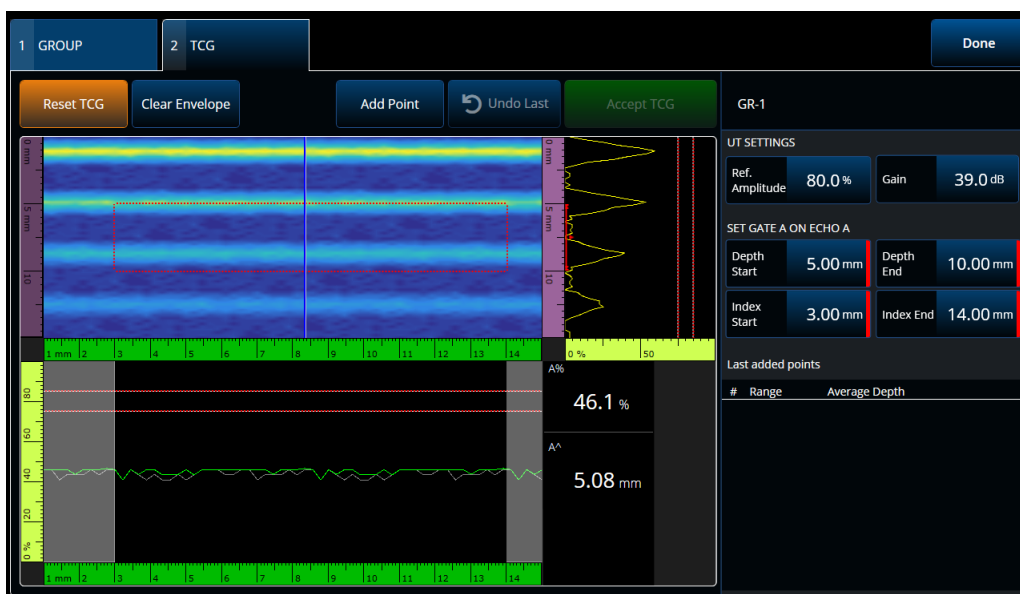 1 GROUP
2 TCG
Done
Reset TCG
Clear Envelope
Add Point
Undo Last
Accept TCG
GR-1
UT SETTINGS
Ref. Amplitude 80.0 %
Gain 39.0 dB
SET GATE A ON ECHO A
Depth Start 5.00 mm
Depth End 10.00 mm
Index Start 3.00 mm
Index End 14.00 mm
Last added points
# Range Average Depth
0 mm
5 mm
10
0 mm
5 mm
10
1 mm 2 3 4 5 6 7 8 9 10 11 12 13 14
0 % 50
80
60
40
20
0 %
A%
46.1 %
A^
5.08 mm
1 mm 2 3 4 5 6 7 8 9 10 11 12 13 14